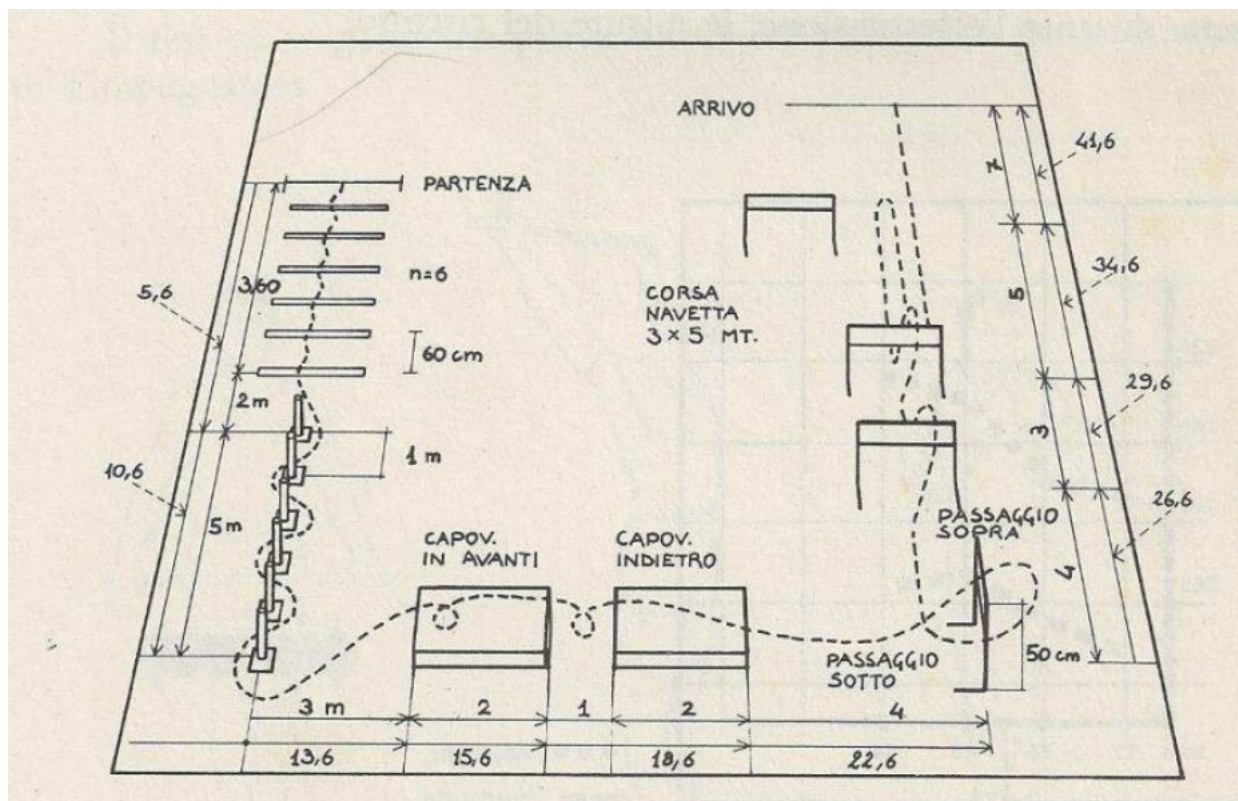 ARRIVO
41,6
7
PARTENZA
3,60
n=6
34,6
5,6
5
CORSA
NAVETTA
3 x 5 MT.
60 cm
29,6
2 m
3
1 m
10,6
26,6
5 m
PASSAGGIO
SOPRA
CAPOV.
IN AVANTI
CAPOV.
INDIETRO
4
PASSAGGIO
SOTTO
50 cm
3 m
2
1
2
4
13,6
15,6
18,6
22,6